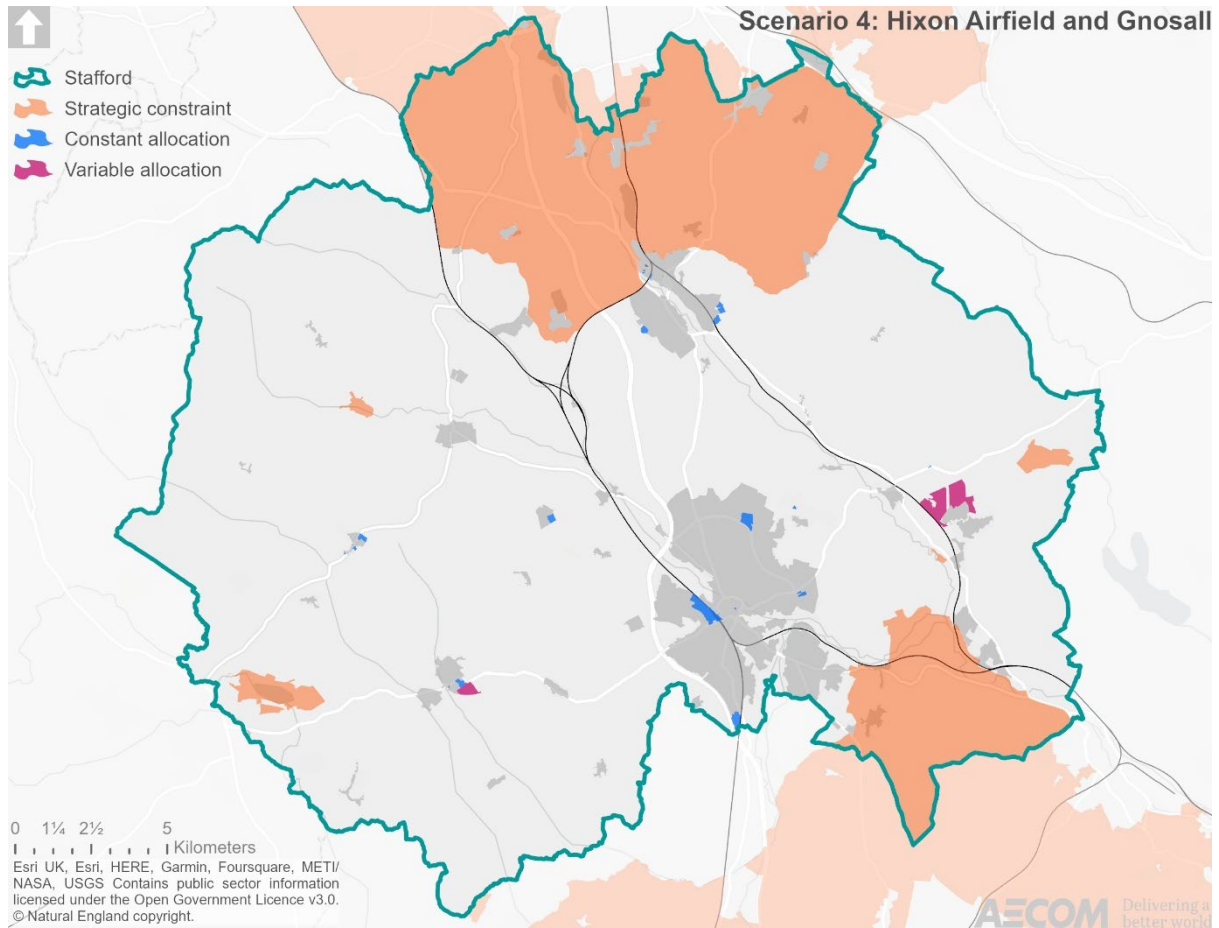 Scenario 4: Hixon Airfield and Gnosall
Stafford
Strategic constraint
Constant allocation
Variable allocation
0 1¼ 2½ 5
Kilometers
Esri UK, Esri, HERE, Garmin, Foursquare, METI/
NASA, USGS Contains public sector information
licensed under the Open Government Licence v3.0.
© Natural England copyright.
AECOM Delivering a
better world